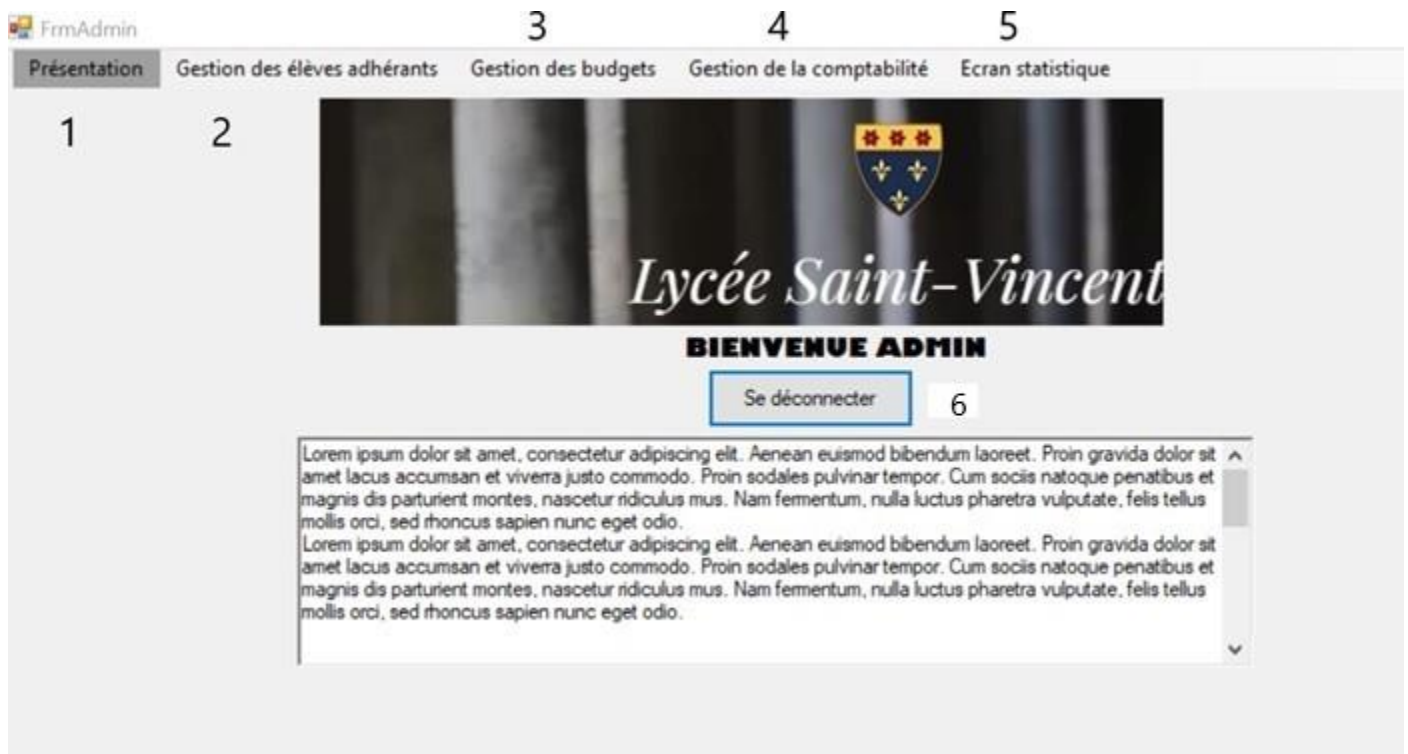 FrmAdmin
3 4 5
Présentation Gestion des élèves adhérants Gestion des budgets Gestion de la comptabilité Ecran statistique
1 2
Lycée Saint-Vincent
BIENVENUE ADMIN
Se déconnecter 6
Lorem ipsum dolor sit amet, consectetur adipiscing elit. Aenean euismod bibendum laoreet. Proin gravida dolor sit
amet lacus accumsan et viverra justo commodo. Proin sodales pulvinar tempor. Cum sociis natoque penatibus et
magnis dis parturient montes, nascetur ridiculus mus. Nam fermentum, nulla luctus pharetra vulputate, felis tellus
mollis orci, sed rhoncus sapien nunc eget odio.
Lorem ipsum dolor sit amet, consectetur adipiscing elit. Aenean euismod bibendum laoreet. Proin gravida dolor sit
amet lacus accumsan et viverra justo commodo. Proin sodales pulvinar tempor. Cum sociis natoque penatibus et
magnis dis parturient montes, nascetur ridiculus mus. Nam fermentum, nulla luctus pharetra vulputate, felis tellus
mollis orci, sed rhoncus sapien nunc eget odio.